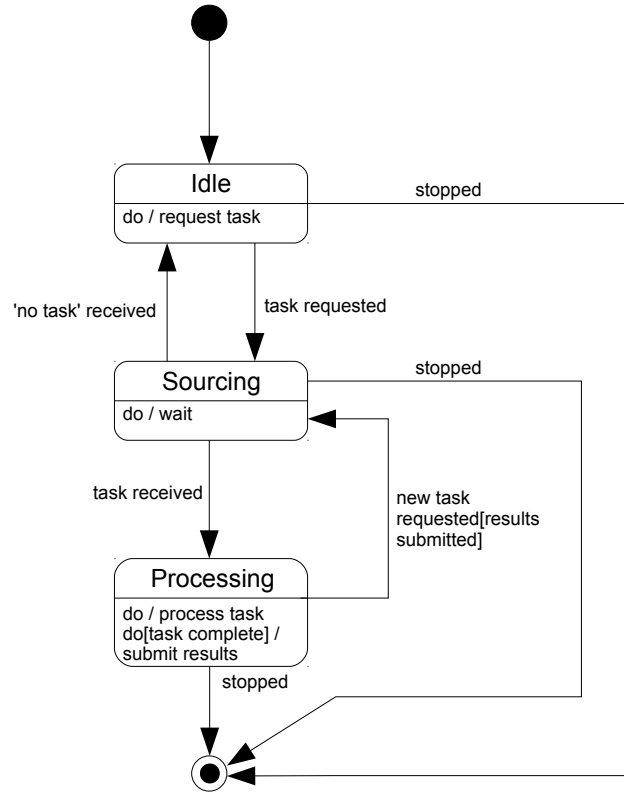 Idle
stopped
do / request task
'no task' received
task requested
Sourcing
stopped
do / wait
task received
new task
requested[results
submitted]
Processing
do / process task
do[task complete] /
submit results
stopped